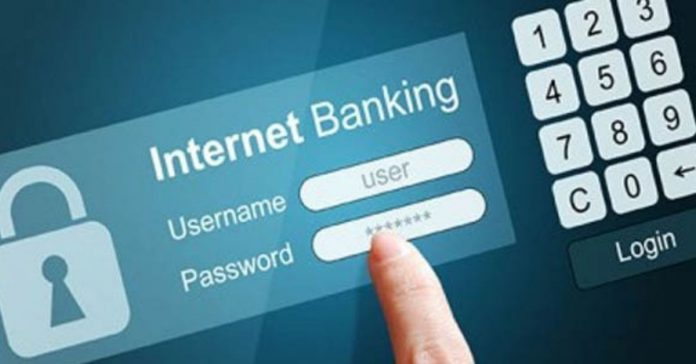 Internet Banking
Username user
Password *******
1 2 3
4 5 6
7 8 9
C 0 ←
Login